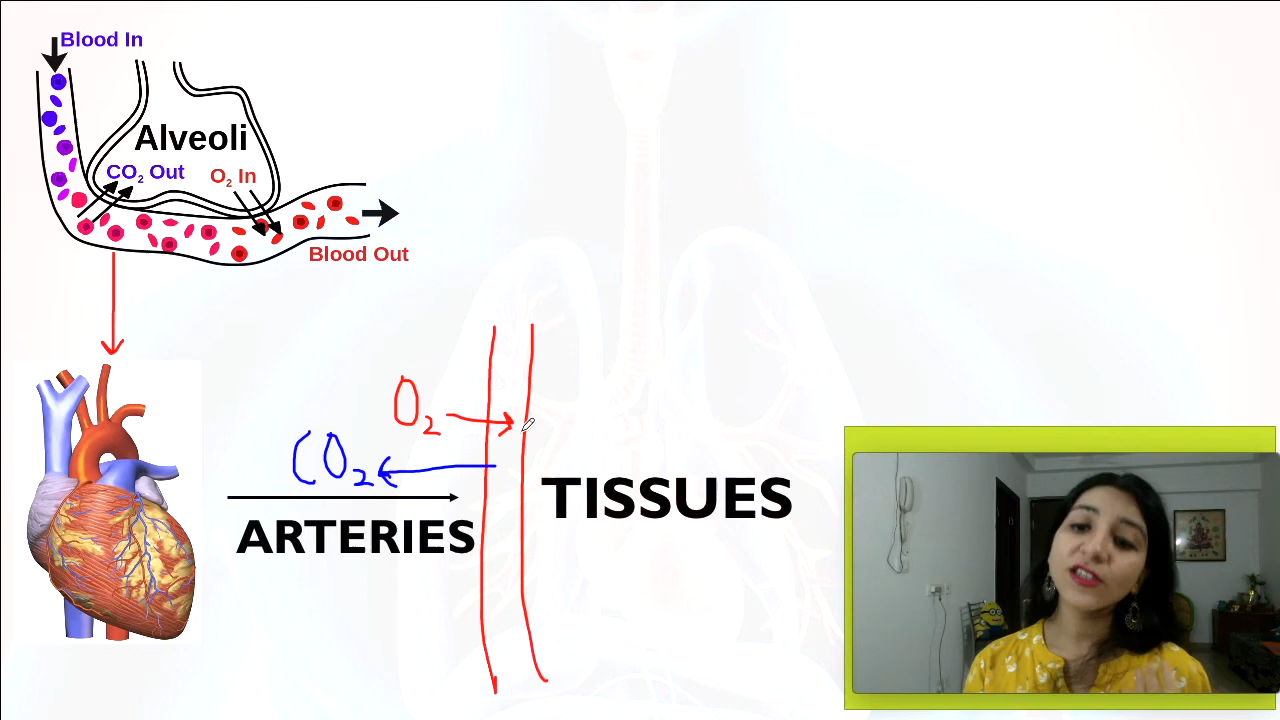 Blood In
Alveoli
CO2 Out
O2 In
Blood Out
O2
CO2
TISSUES
ARTERIES